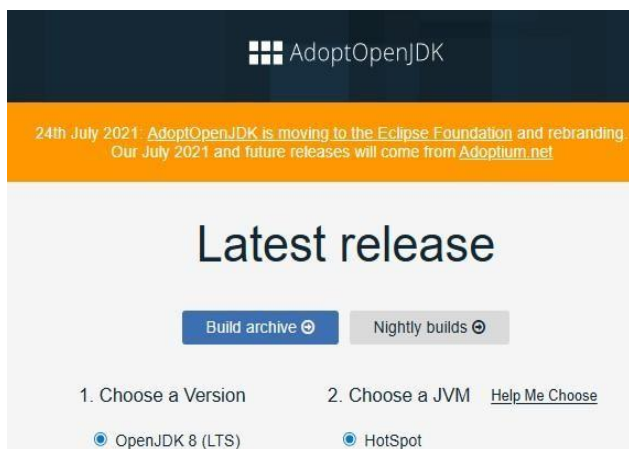 AdoptOpenJDK
24th July 2021: AdoptOpenJDK is moving to the Eclipse Foundation and rebranding.
Our July 2021 and future releases will come from Adoptium.net
Latest release
Build archive
Nightly builds
1. Choose a Version
2. Choose a JVM Help Me Choose
OpenJDK 8 (LTS)
HotSpot